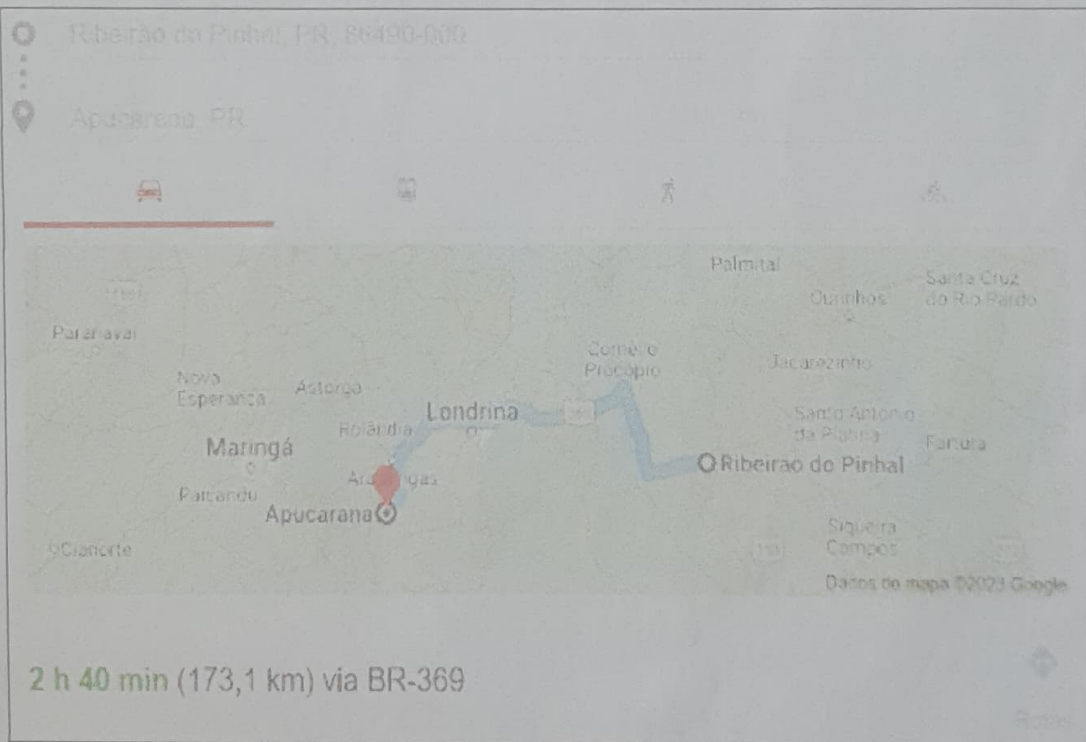 Ribeirão do Pinhal, PR, 86490-000
Apucarana, PR
Palmital
Santa Cruz
do Rio Pardo
Ourinhos
Paranavaí
Cornélio
Procópio
Jacarezinho
Nova
Esperança
Astorga
Londrina
Santo Antônio
da Platina
Rolândia
Fartura
Maringá
Ribeirão do Pinhal
Paiçandu
Apucarana
Siqueira
Campos
Cianorte
153
Dados do mapa ©2023 Google
2 h 40 min (173,1 km) via BR-369
Rotas